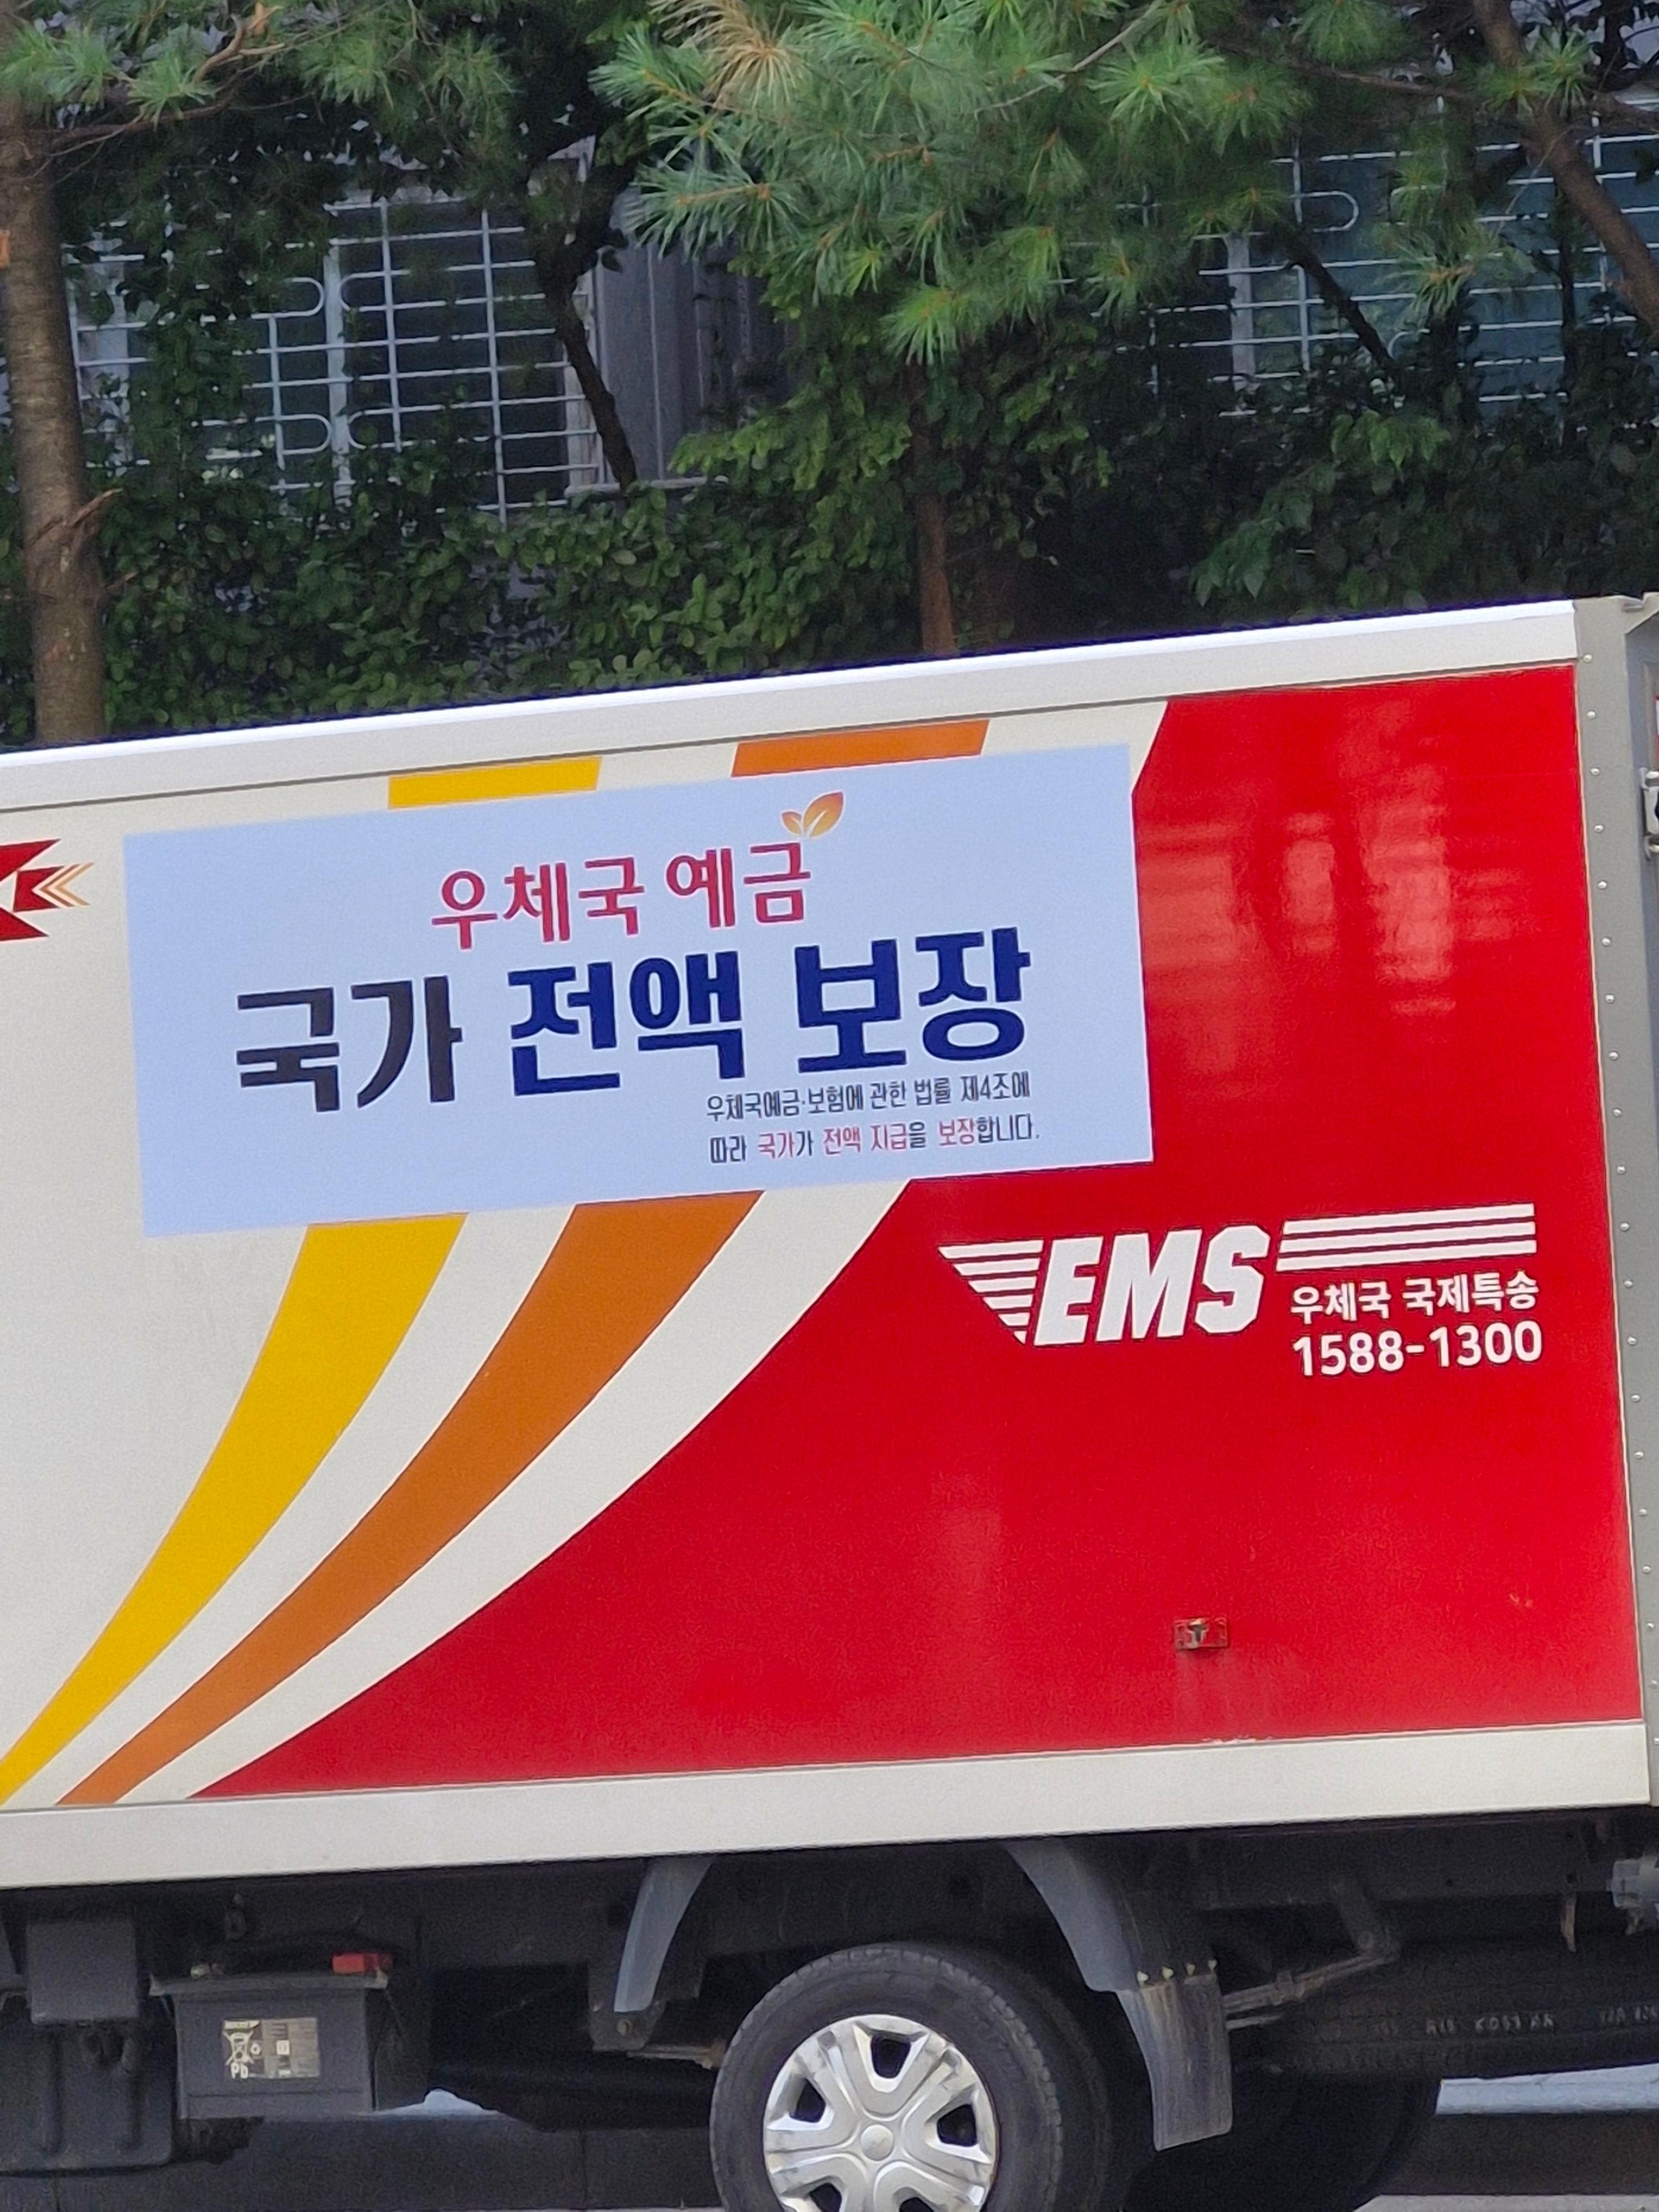 우체국 예금
국가 전액 보장
우체국예금·보험에 관한 법률 제4조에
따라 국가가 전액 지급을 보장합니다.
EMS
우체국 국제특송
1588-1300
Pb